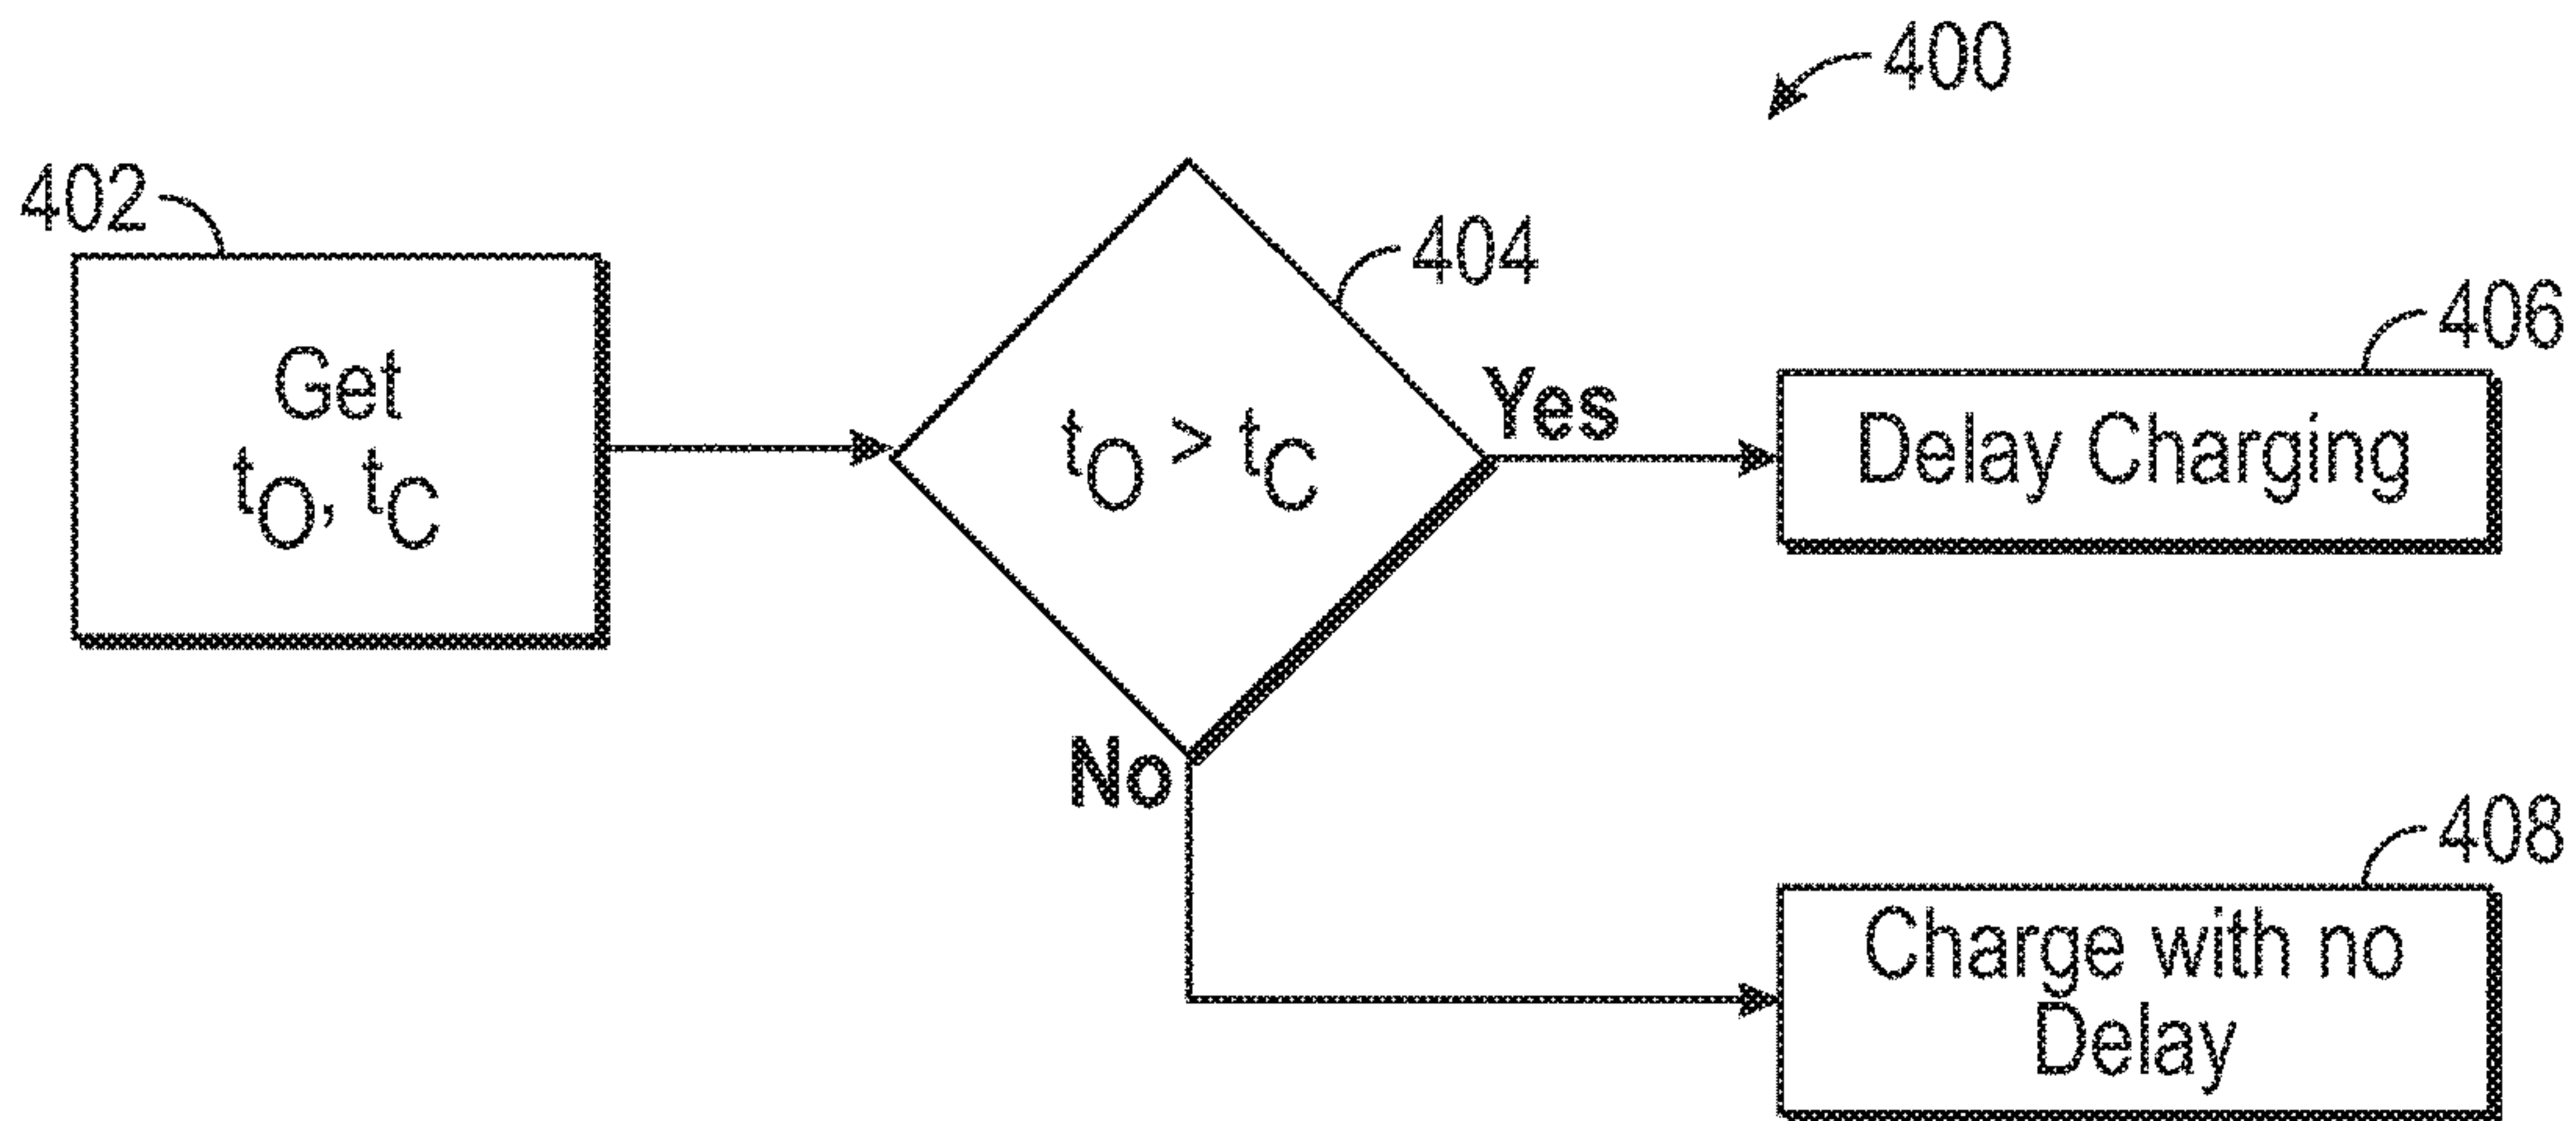 400
402
404
406
Get
tO, tC
tO > tC
Yes
Delay Charging
No
408
Charge with no
Delay